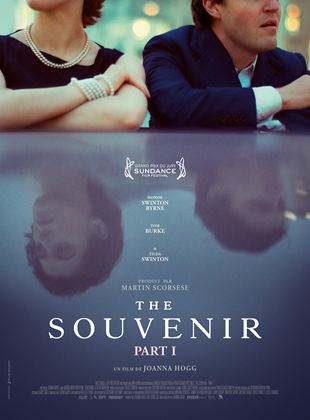 GRAND PRIX DU JURY
SUNDANCE
FILM FESTIVAL
HONOR
SWINTON
BYRNE
TOM
BURKE
&
TILDA
SWINTON
PRODUIT PAR
MARTIN SCORSESE
THE
SOUVENIR
PART I
UN FILM DE JOANNA HOGG